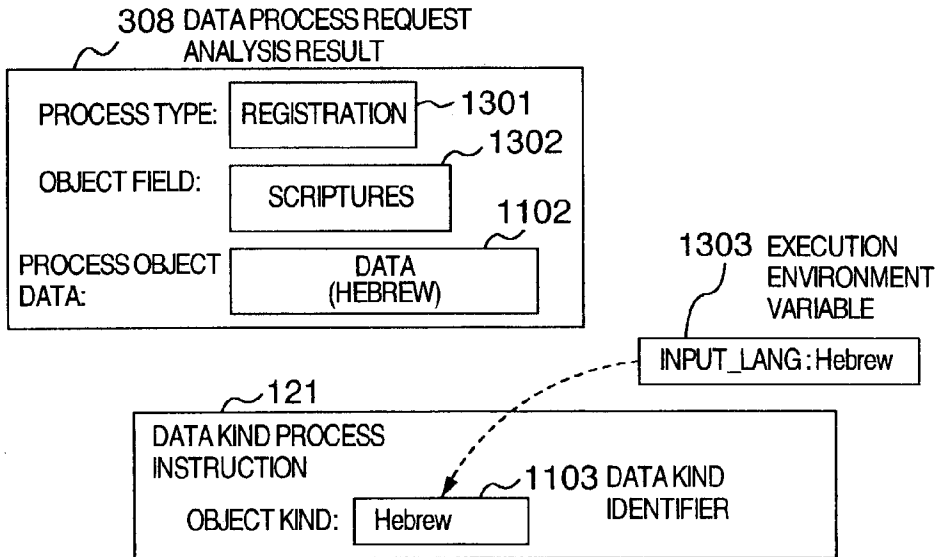 308 DATA PROCESS REQUEST
ANALYSIS RESULT
PROCESS TYPE: REGISTRATION 1301
1302
OBJECT FIELD: SCRIPTURES
1102
PROCESS OBJECT
DATA:
DATA
(HEBREW)
1303 EXECUTION
ENVIRONMENT
VARIABLE
INPUT_LANG : Hebrew
121
DATA KIND PROCESS
INSTRUCTION
1103 DATA KIND
IDENTIFIER
OBJECT KIND: Hebrew